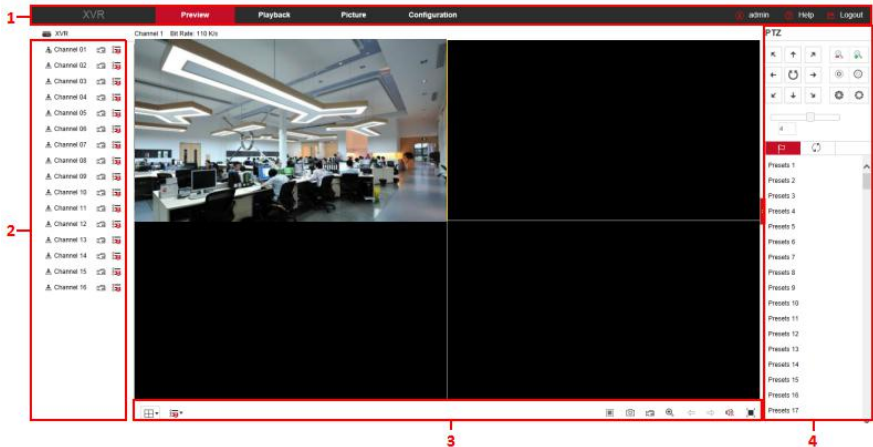 1 XVR Preview Playback Picture Configuration admin Help Logout
XVR Channel 1 Bit Rate: 110 K/s PTZ
Channel 01
Channel 02
Channel 03
Channel 04
Channel 05
Channel 06
Channel 07
Channel 08
Channel 09
Channel 10
Channel 11
Channel 12
Channel 13
Channel 14
Channel 15
Channel 16
2
4
Presets 1
Presets 2
Presets 3
Presets 4
Presets 5
Presets 6
Presets 7
Presets 8
Presets 9
Presets 10
Presets 11
Presets 12
Presets 13
Presets 14
Presets 15
Presets 16
Presets 17
3
4